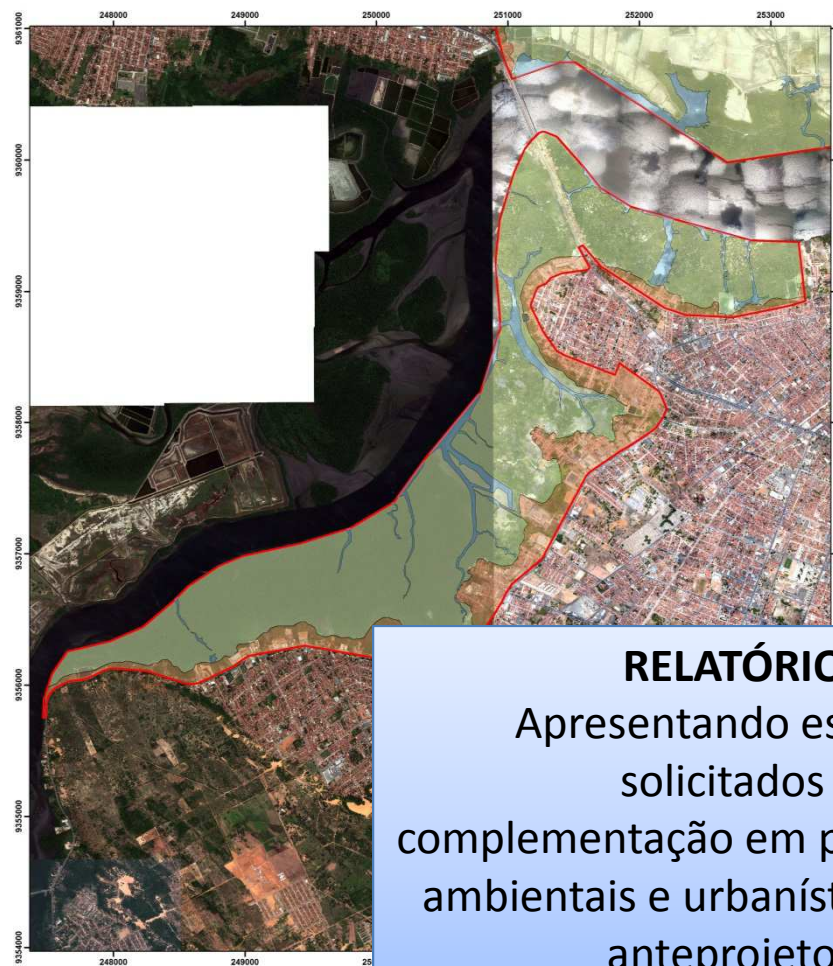 248000 249000 250000 251000 252000 253000
9361000
9360000
9359000
9358000
9357000
9356000
9355000
9354000
RELATÓRIO
Apresentando es
solicitados
complementação em p
ambientais e urbaníst
anteprojeto
248000 249000 25